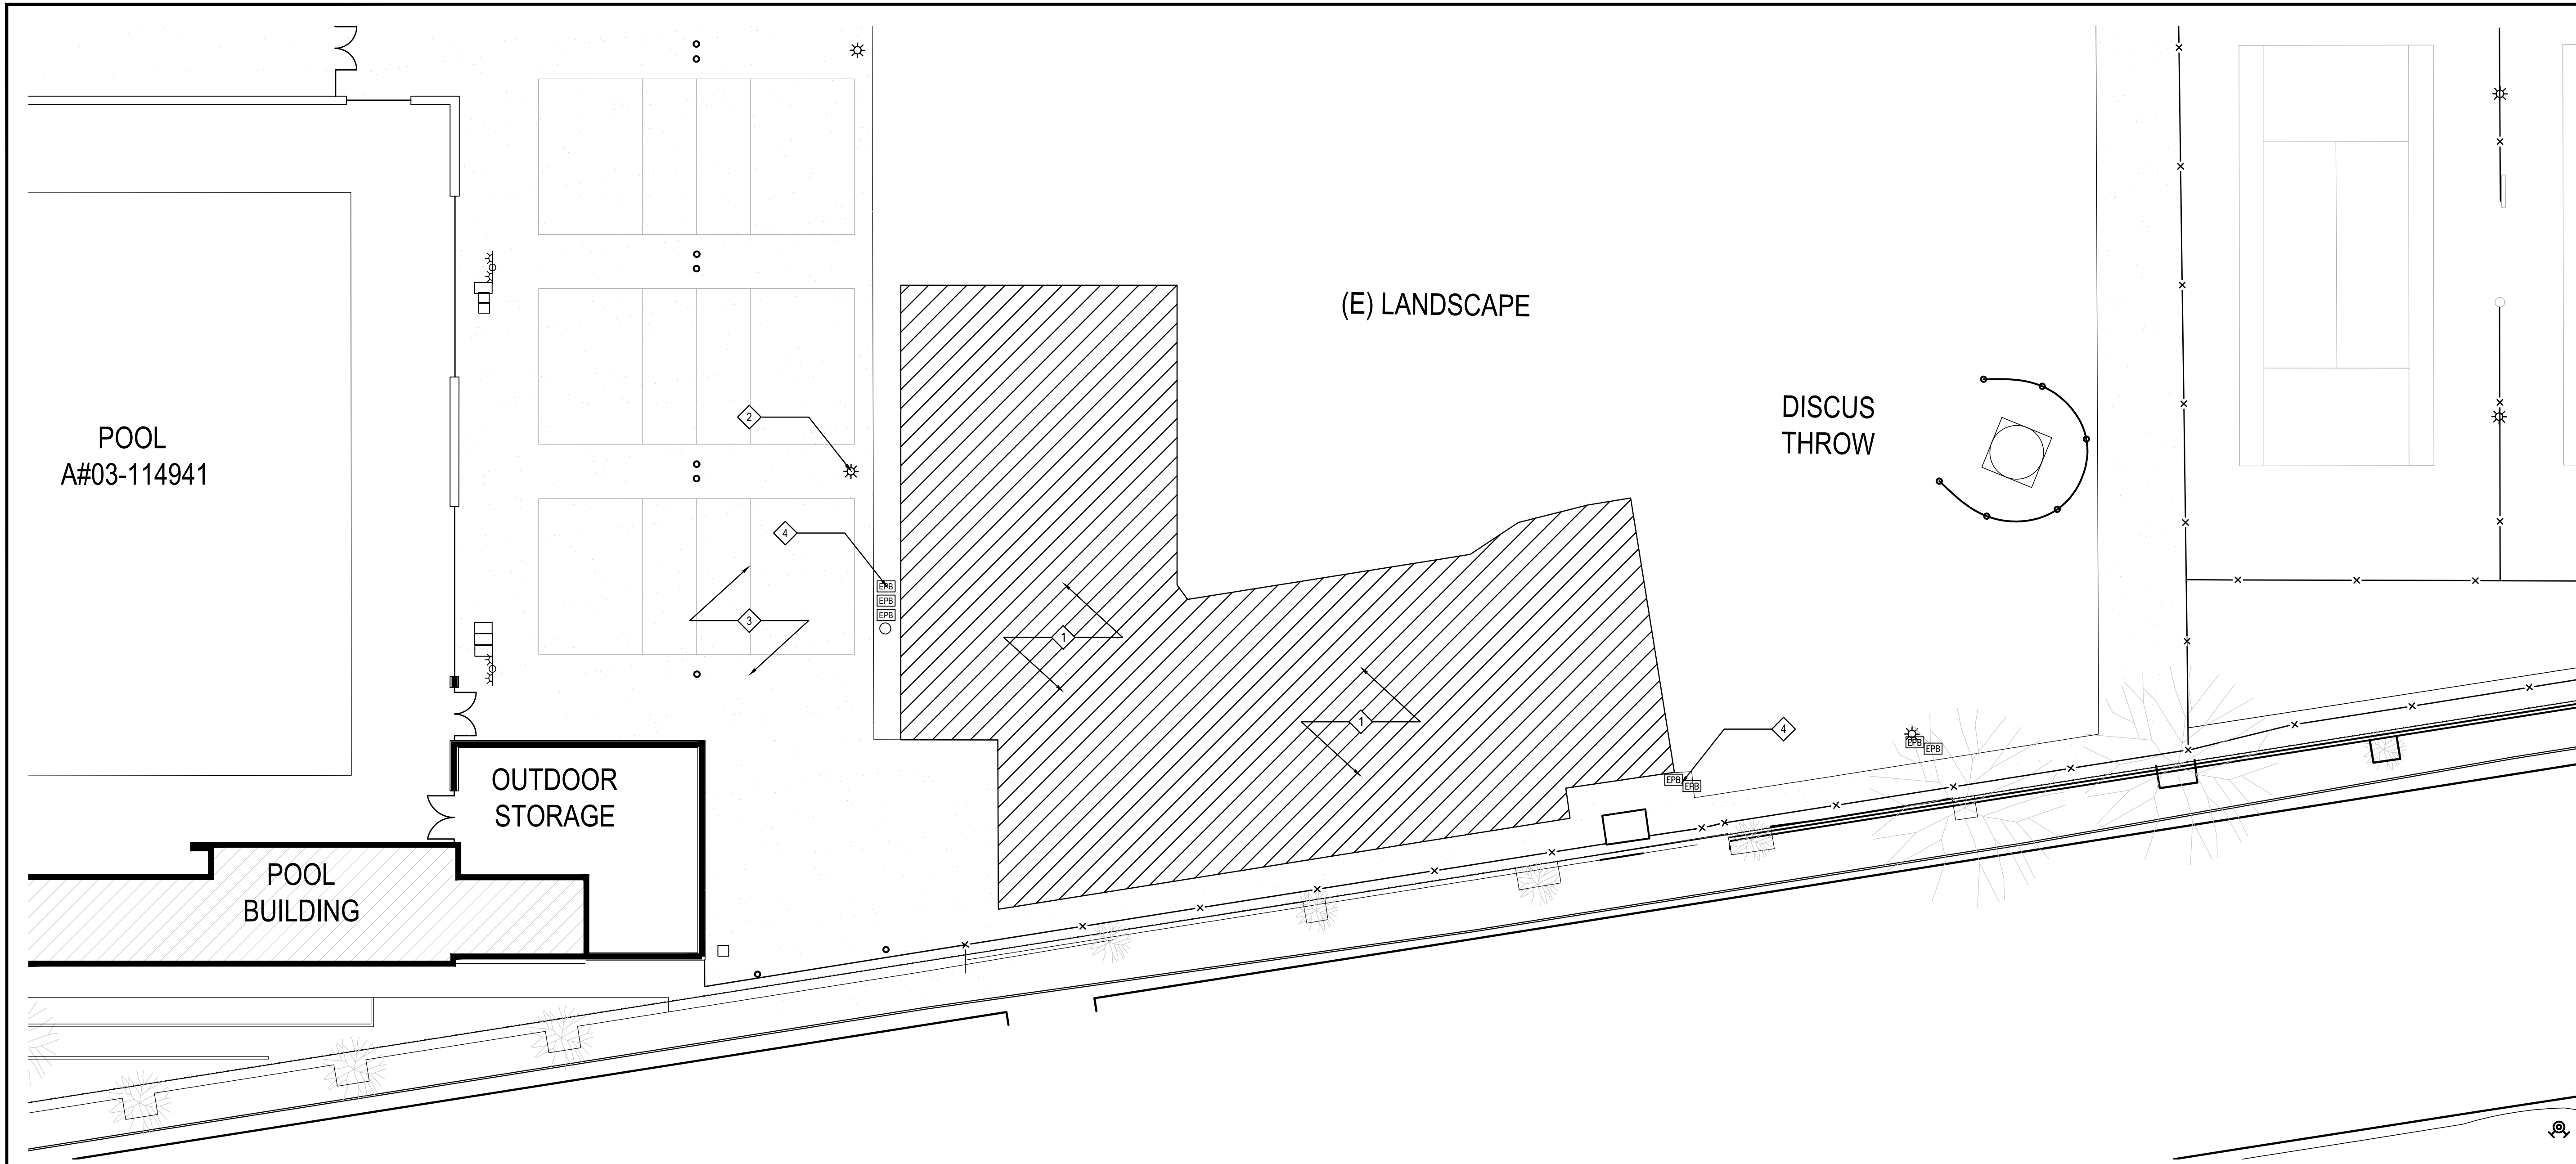 (E) LANDSCAPE
DISCUS
THROW
POOL
A#03-114941
2
4
EPB
EPB
EPB
3
1
1
4
EPB
EPB
EPB
EPB
OUTDOOR
STORAGE
POOL
BUILDING